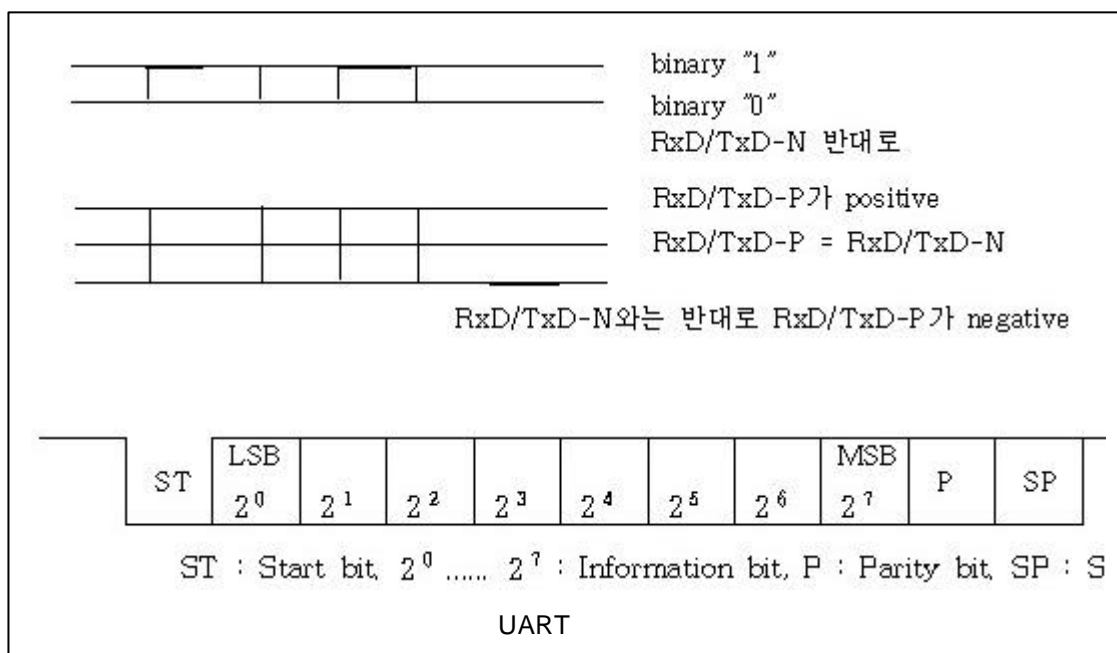 binary "1"
binary "0"
RxD/TxD-N 반대로
RxD/TxD-P가 positive
RxD/TxD-P = RxD/TxD-N
RxD/TxD-N와는 반대로 RxD/TxD-P가 negative
ST LSB 2⁰ 2¹ 2² 2³ 2⁴ 2⁵ 2⁶ MSB 2⁷ P SP
ST : Start bit, 2⁰ ...... 2⁷ : Information bit, P : Parity bit, SP : S
UART